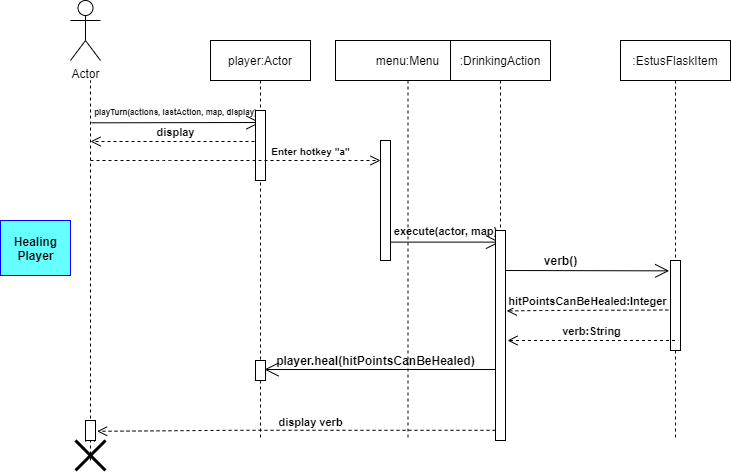 Actor
player:Actor
menu:Menu
:DrinkingAction
:EstusFlaskItem
playTurn(actions, lastAction, map, display)
display
Enter hotkey "a"
Healing
Player
execute(actor, map)
verb()
hitPointsCanBeHealed:Integer
verb:String
player.heal(hitPointsCanBeHealed)
display verb